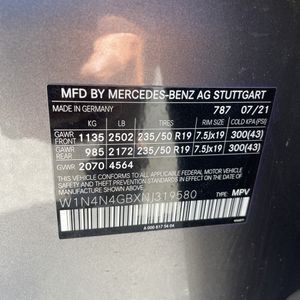 MFD BY MERCEDES-BENZ AG STUTTGART
MADE IN GERMANY 787 07/21
KG LB TIRES RIM SIZE COLD KPA (PSI)
GAWR FRONT 1135 2502 235/50 R19 7.5Jx19 300(43)
GAWR REAR 985 2172 235/50 R19 7.5Jx19 300(43)
GVWR 2070 4564
THIS VEHICLE CONFORMS TO ALL APPLICABLE FEDERAL MOTOR VEHICLE
SAFETY STANDARDS IN EFFECT ON THE DATE OF MANUFACTURE SHOWN ABOVE.
W1N4N4GBXNJ319580 TYPE: MPV
A 000 817 54 04